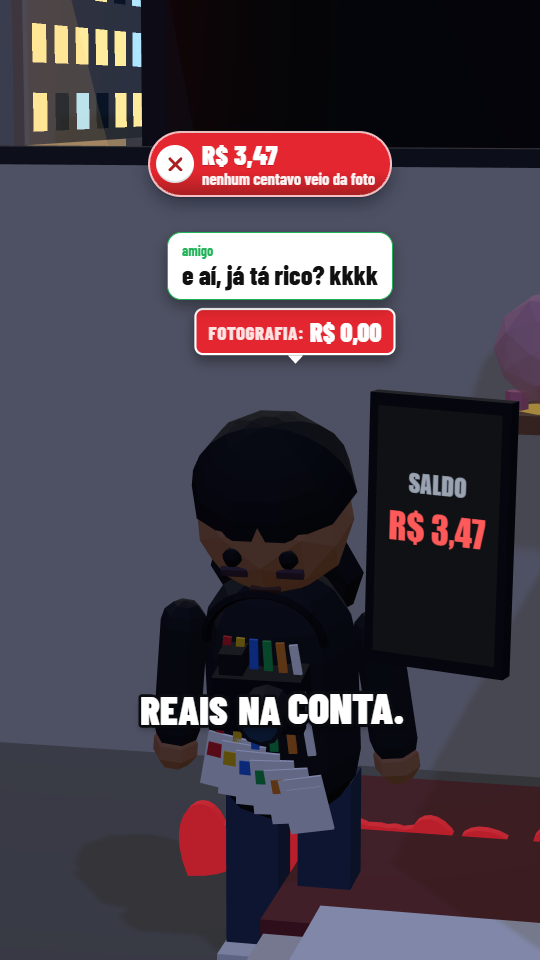 R$ 3,47
nenhum centavo veio da foto
amigo
e aí, já tá rico? kkkk
FOTOGRAFIA: R$ 0,00
SALDO
R$ 3,47
REAIS NA CONTA.